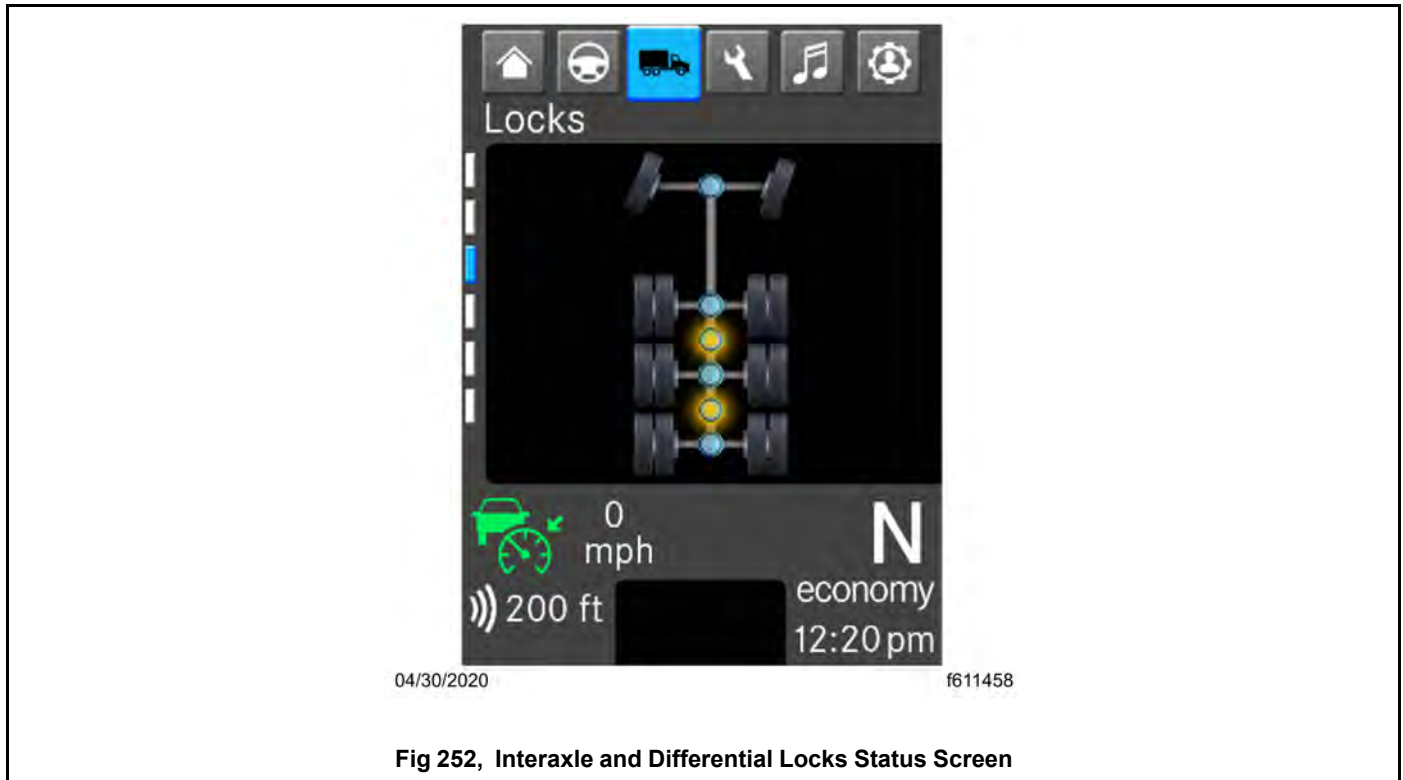 Locks
0
mph
N
200 ft
economy
12:20 pm
04/30/2020
f611458
Fig 252, Interaxle and Differential Locks Status Screen